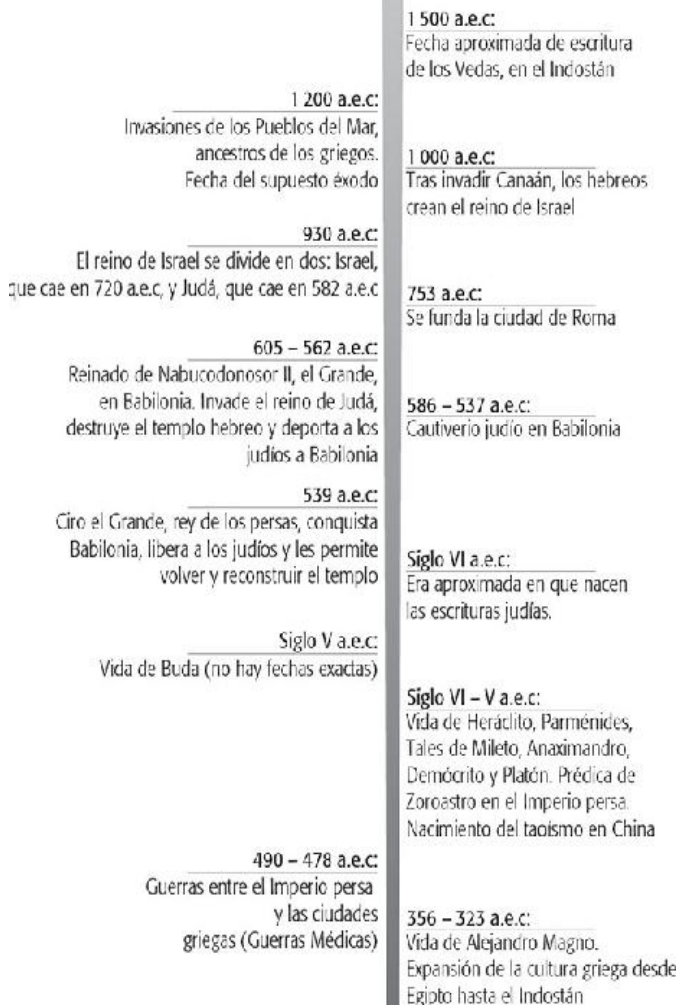 1 500 a.e.c:
Fecha aproximada de escritura
de los Vedas, en el Indostán
1 200 a.e.c:
Invasiones de los Pueblos del Mar,
ancestros de los griegos.
Fecha del supuesto éxodo
1 000 a.e.c:
Tras invadir Canaán, los hebreos
crean el reino de Israel
930 a.e.c:
El reino de Israel se divide en dos: Israel,
que cae en 720 a.e.c, y Judá, que cae en 582 a.e.c
753 a.e.c:
Se funda la ciudad de Roma
605 – 562 a.e.c:
Reinado de Nabucodonosor II, el Grande,
en Babilonia. Invade el reino de Judá,
destruye el templo hebreo y deporta a los
judíos a Babilonia
586 – 537 a.e.c:
Cautiverio judío en Babilonia
539 a.e.c:
Ciro el Grande, rey de los persas, conquista
Babilonia, libera a los judíos y les permite
volver y reconstruir el templo
Siglo VI a.e.c:
Era aproximada en que nacen
las escrituras judías.
Siglo V a.e.c:
Vida de Buda (no hay fechas exactas)
Siglo VI – V a.e.c:
Vida de Heráclito, Parménides,
Tales de Mileto, Anaximandro,
Demócrito y Platón. Prédica de
Zoroastro en el Imperio persa.
Nacimiento del taoísmo en China
490 – 478 a.e.c:
Guerras entre el Imperio persa
y las ciudades
griegas (Guerras Médicas)
356 – 323 a.e.c:
Vida de Alejandro Magno.
Expansión de la cultura griega desde
Egipto hasta el Indostán